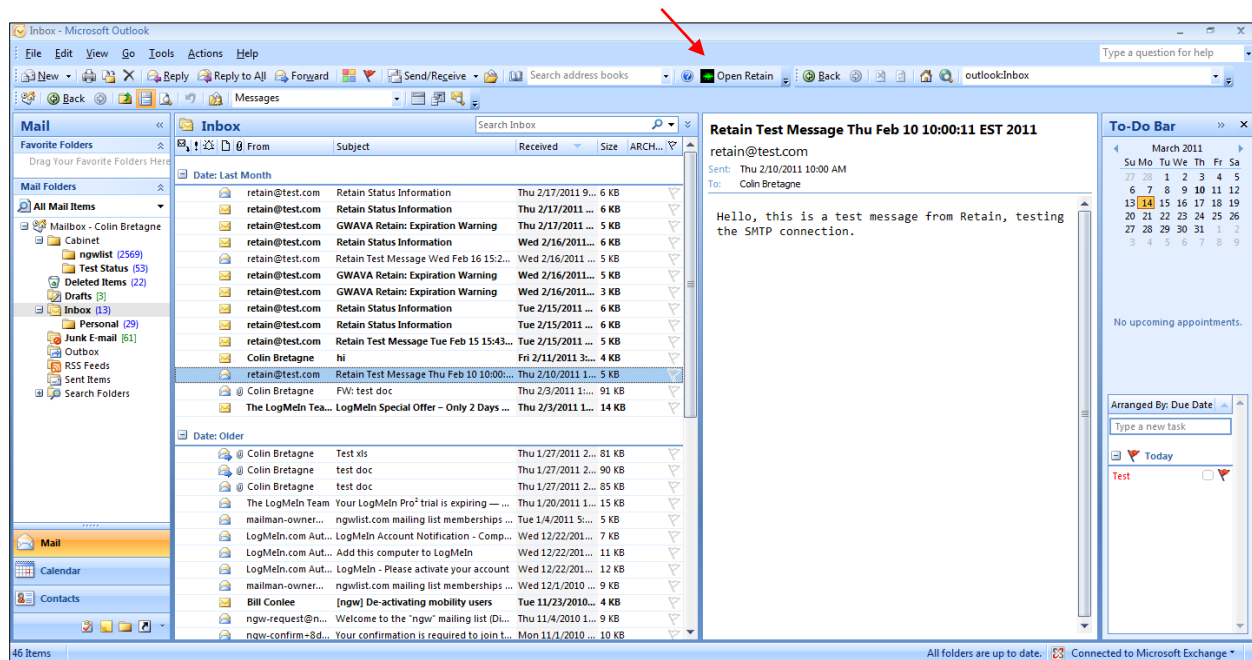 Inbox - Microsoft Outlook
File Edit View Go Tools Actions Help
Type a question for help
New Reply Reply to All Forward Send/Receive Search address books Open Retain Back outlook:Inbox
Back Messages
Mail «
Favorite Folders
Drag Your Favorite Folders Here
Mail Folders
All Mail Items
Mailbox - Colin Bretagne
Cabinet
ngwlist (2569)
Test Status (53)
Deleted Items (22)
Drafts [3]
Inbox (13)
Personal (29)
Junk E-mail [61]
Outbox
RSS Feeds
Sent Items
Search Folders
Mail
Calendar
Contacts
Inbox Search Inbox
From Subject Received Size ARCH...
Date: Last Month
retain@test.com Retain Status Information Thu 2/17/2011 9... 6 KB
retain@test.com Retain Status Information Thu 2/17/2011 ... 6 KB
retain@test.com GWAVA Retain: Expiration Warning Thu 2/17/2011 ... 5 KB
retain@test.com Retain Status Information Wed 2/16/2011... 6 KB
retain@test.com Retain Test Message Wed Feb 16 15:2... Wed 2/16/2011 ... 5 KB
retain@test.com GWAVA Retain: Expiration Warning Wed 2/16/2011... 5 KB
retain@test.com GWAVA Retain: Expiration Warning Wed 2/16/2011... 3 KB
retain@test.com Retain Status Information Tue 2/15/2011 ... 6 KB
retain@test.com Retain Status Information Tue 2/15/2011 ... 6 KB
retain@test.com Retain Test Message Tue Feb 15 15:43... Tue 2/15/2011 ... 5 KB
Colin Bretagne hi Fri 2/11/2011 3:... 4 KB
retain@test.com Retain Test Message Thu Feb 10 10:00:... Thu 2/10/2011 1... 5 KB
Colin Bretagne FW: test doc Thu 2/3/2011 1:... 91 KB
The LogMeIn Tea... LogMeIn Special Offer – Only 2 Days ... Thu 2/3/2011 1... 14 KB
Date: Older
Colin Bretagne Test xls Thu 1/27/2011 2... 81 KB
Colin Bretagne test doc Thu 1/27/2011 2... 90 KB
Colin Bretagne test doc Thu 1/27/2011 2... 85 KB
The LogMeIn Team Your LogMeIn Pro² trial is expiring — ... Thu 1/20/2011 1... 15 KB
mailman-owner... ngwlist.com mailing list memberships ... Tue 1/4/2011 5:... 5 KB
LogMeIn.com Aut... LogMeIn Account Notification - Comp... Wed 12/22/201... 7 KB
LogMeIn.com Aut... Add this computer to LogMeIn Wed 12/22/201... 11 KB
LogMeIn.com Aut... LogMeIn - Please activate your account Wed 12/22/201... 12 KB
mailman-owner... ngwlist.com mailing list memberships ... Wed 12/1/2010 ... 9 KB
Bill Conlee [ngw] De-activating mobility users Tue 11/23/2010... 4 KB
ngw-request@n... Welcome to the "ngw" mailing list (Di... Thu 11/4/2010 1... 9 KB
ngw-confirm+8d... Your confirmation is required to join t... Mon 11/1/2010 ... 10 KB
Retain Test Message Thu Feb 10 10:00:11 EST 2011
retain@test.com
Sent: Thu 2/10/2011 10:00 AM
To: Colin Bretagne
Hello, this is a test message from Retain, testing
the SMTP connection.
To-Do Bar » ×
March 2011
Su Mo Tu We Th Fr Sa
27 28 1 2 3 4 5
6 7 8 9 10 11 12
13 14 15 16 17 18 19
20 21 22 23 24 25 26
27 28 29 30 31 1 2
3 4 5 6 7 8 9
No upcoming appointments.
Arranged By: Due Date
Type a new task
Today
Test
46 Items All folders are up to date. Connected to Microsoft Exchange